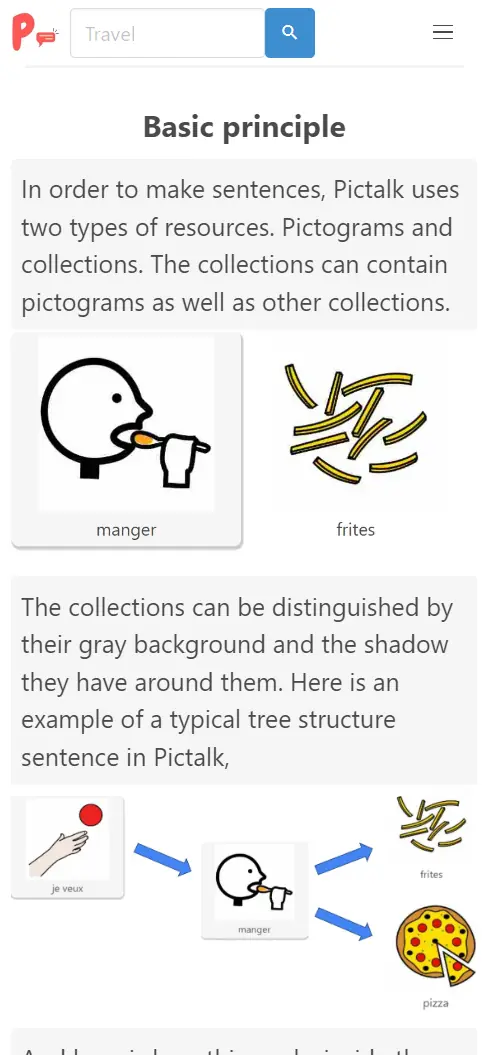 Travel
Basic principle
In order to make sentences, Pictalk uses
two types of resources. Pictograms and
collections. The collections can contain
pictograms as well as other collections.
manger
frites
The collections can be distinguished by
their gray background and the shadow
they have around them. Here is an
example of a typical tree structure
sentence in Pictalk,
je veux
manger
frites
pizza